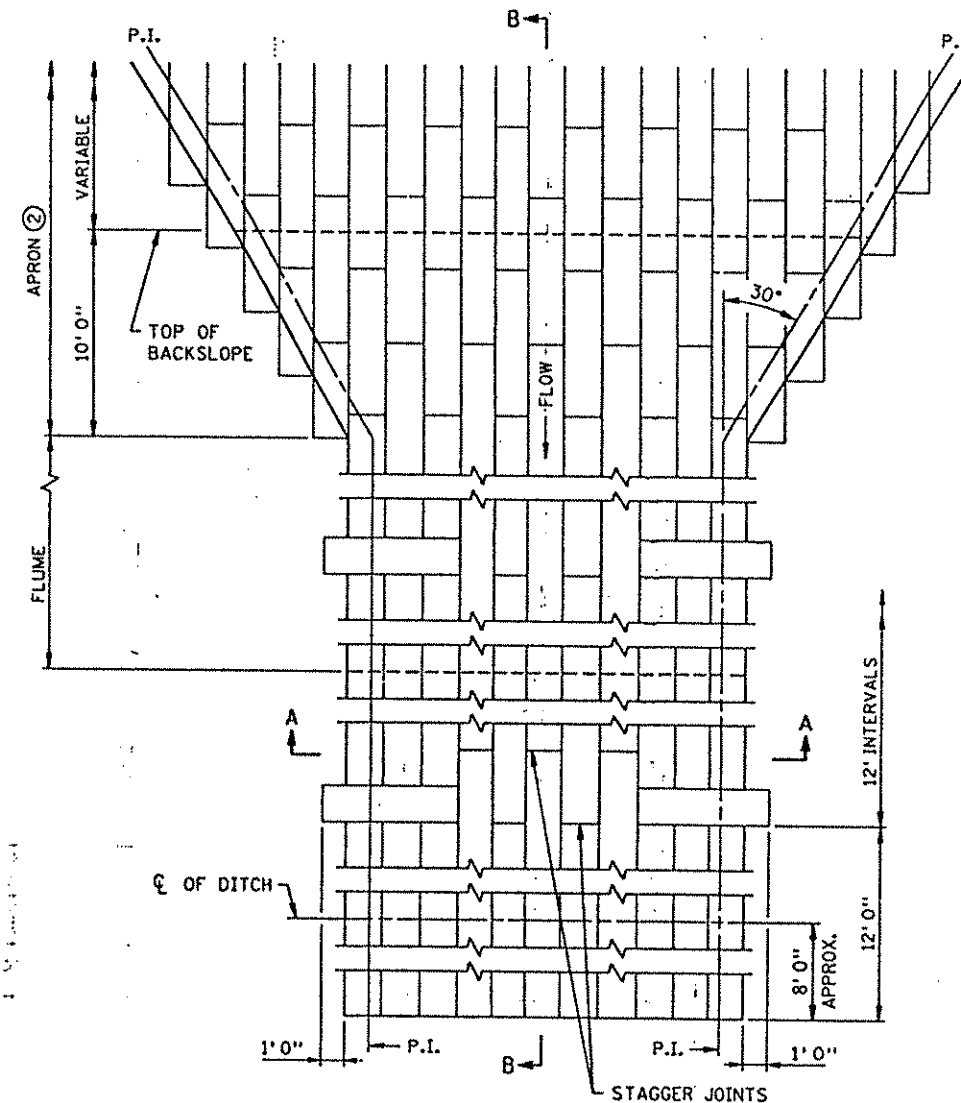 B
P.I.
P.
VARIABLE
APRON ②
10'0"
TOP OF
BACKSLOPE
30°
FLOW
FLUME
A
A
12' INTERVALS
℄ OF DITCH
12'0"
8'0"
APPROX.
1'0"
P.I.
B
P.I.
1'0"
STAGGER JOINTS